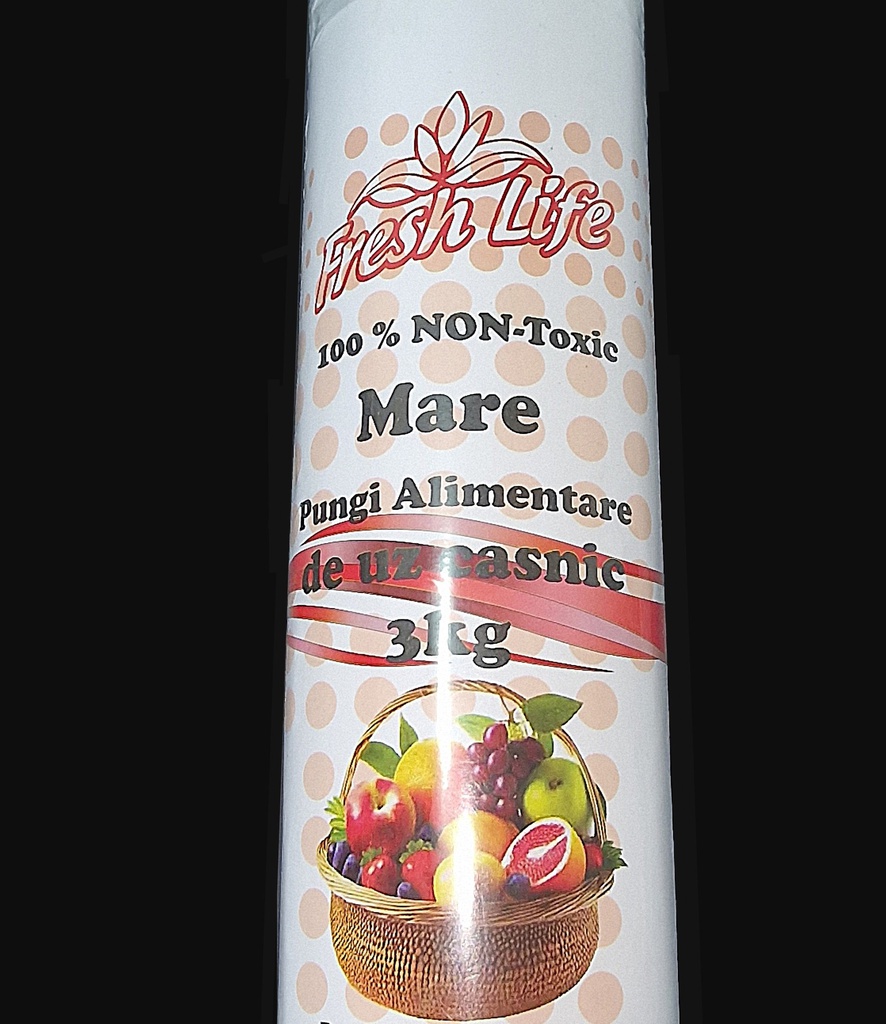 Fresh Life
100 % NON-Toxic
Mare
Pungi Alimentare
de uz casnic
3kg